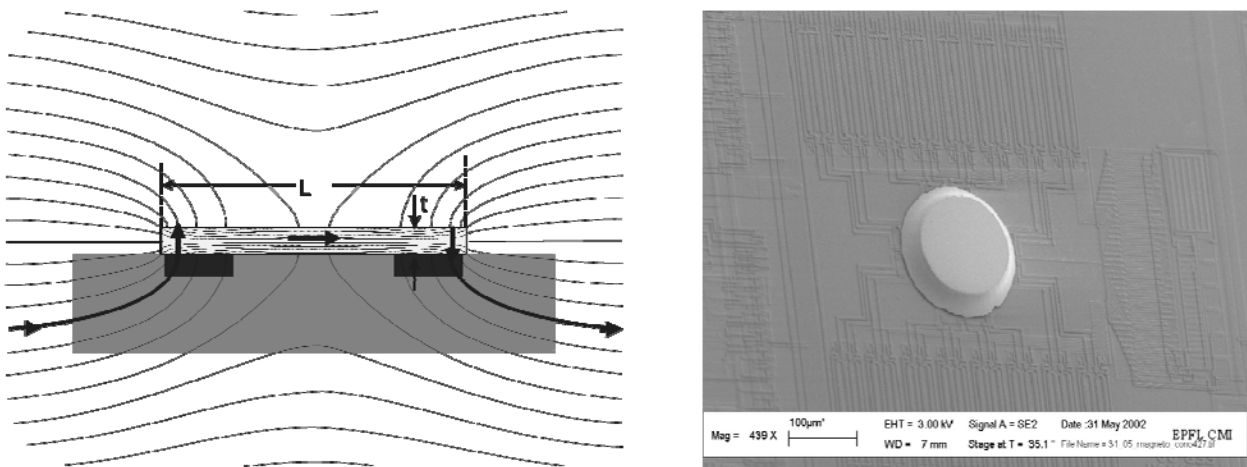 L
t
100µm*
Mag = 439 X
EHT = 3.00 kV
Signal A = SE2
Date :31 May 2002
WD = 7 mm
Stage at T = 35.1 °
EPFL CMI